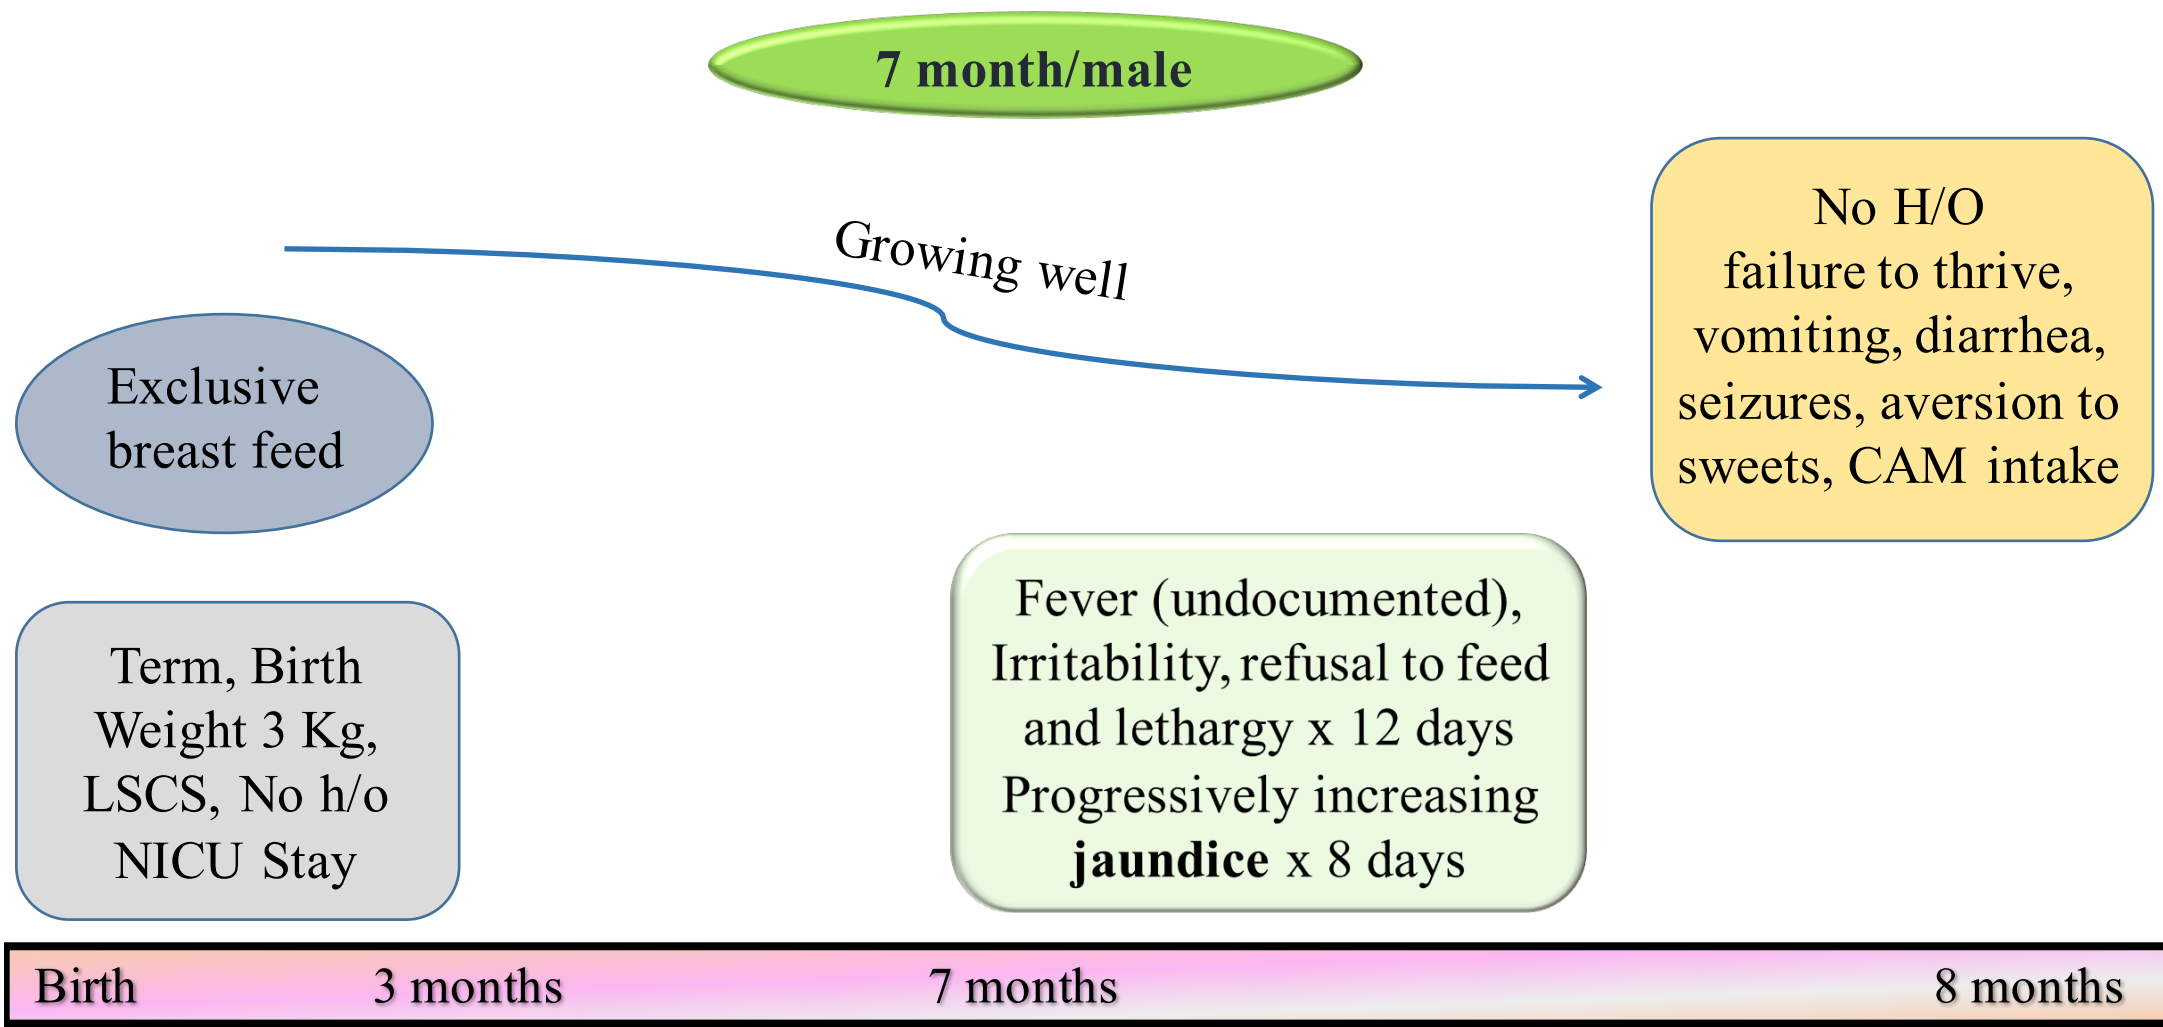 7 month/male
Growing well
No H/O
failure to thrive,
vomiting, diarrhea,
seizures, aversion to
sweets, CAM intake
Exclusive
breast feed
Term, Birth
Weight 3 Kg,
LSCS, No h/o
NICU Stay
Fever (undocumented),
Irritability, refusal to feed
and lethargy x 12 days
Progressively increasing
jaundice x 8 days
Birth
3 months
7 months
8 months